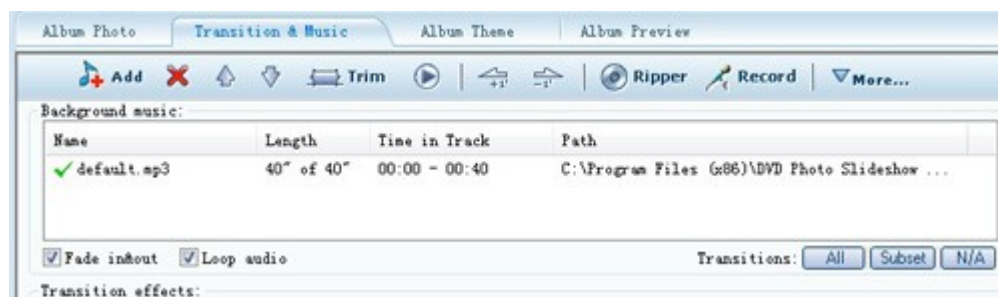 Album Photo Transition & Music Album Theme Album Preview
Add Trim +1' -1' Ripper Record More...
Background music:
Name Length Time in Track Path
default.mp3 40" of 40" 00:00 - 00:40 C:\Program Files (x86)\DVD Photo Slideshow ...
Fade in&out Loop audio Transitions: All Subset N/A
Transition effects: